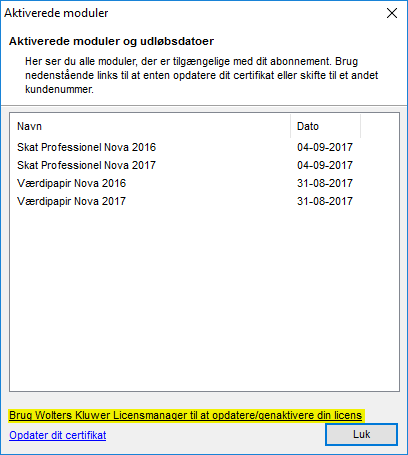 Aktiverede moduler
Aktiverede moduler og udløbsdatoer
Her ser du alle moduler, der er tilgængelige med dit abonnement. Brug
nedenstående links til at enten opdatere dit certifikat eller skifte til et andet
kundenummer.
Navn Dato
Skat Professionel Nova 2016 04-09-2017
Skat Professionel Nova 2017 04-09-2017
Værdipapir Nova 2016 31-08-2017
Værdipapir Nova 2017 31-08-2017
Brug Wolters Kluwer Licensmanager til at opdatere/genaktivere din licens
Opdater dit certifikat Luk